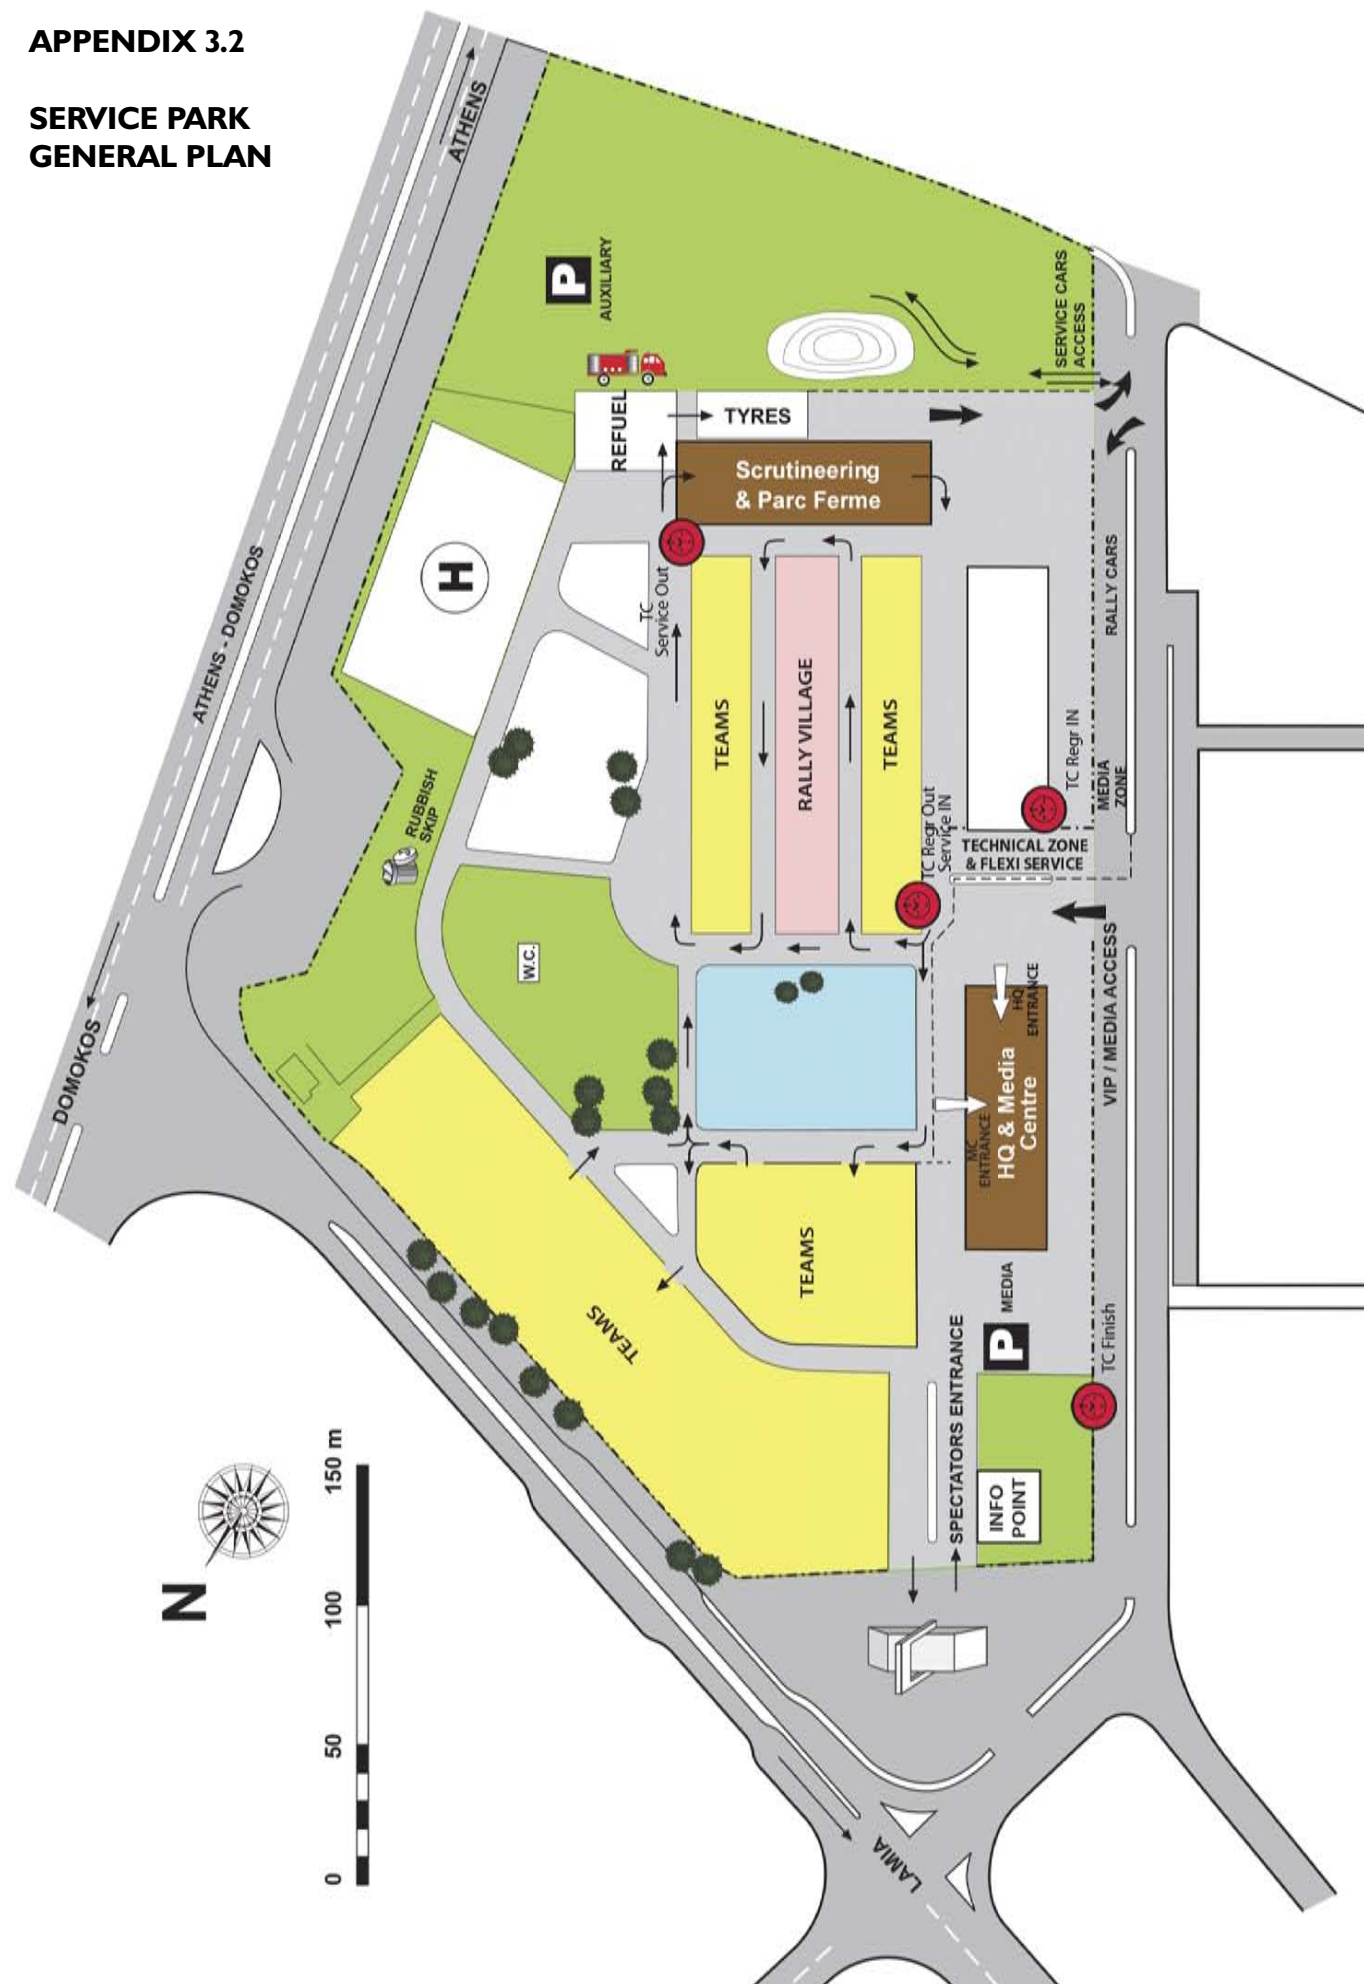 APPENDIX 3.2
SERVICE PARK
GENERAL PLAN
ATHENS
ATHENS - DOMOKOS
DOMOKOS
P
AUXILIARY
SERVICE CARS
ACCESS
REFUEL
TYRES
Scrutineering
& Parc Ferme
H
TC
Service Out
RALLY CARS
TEAMS
RALLY VILLAGE
TEAMS
TC Regr IN
MEDIA
ZONE
RUBBISH
SKIP
TC Regr Out
Service IN
TECHNICAL ZONE
& FLEXI SERVICE
W.C.
VIP / MEDIA ACCESS
HQ
ENTRANCE
MC
ENTRANCE
HQ & Media
Centre
TEAMS
TEAMS
P
MEDIA
TC Finish
SPECTATORS ENTRANCE
INFO
POINT
N
0 50 100 150 m
LAMIA